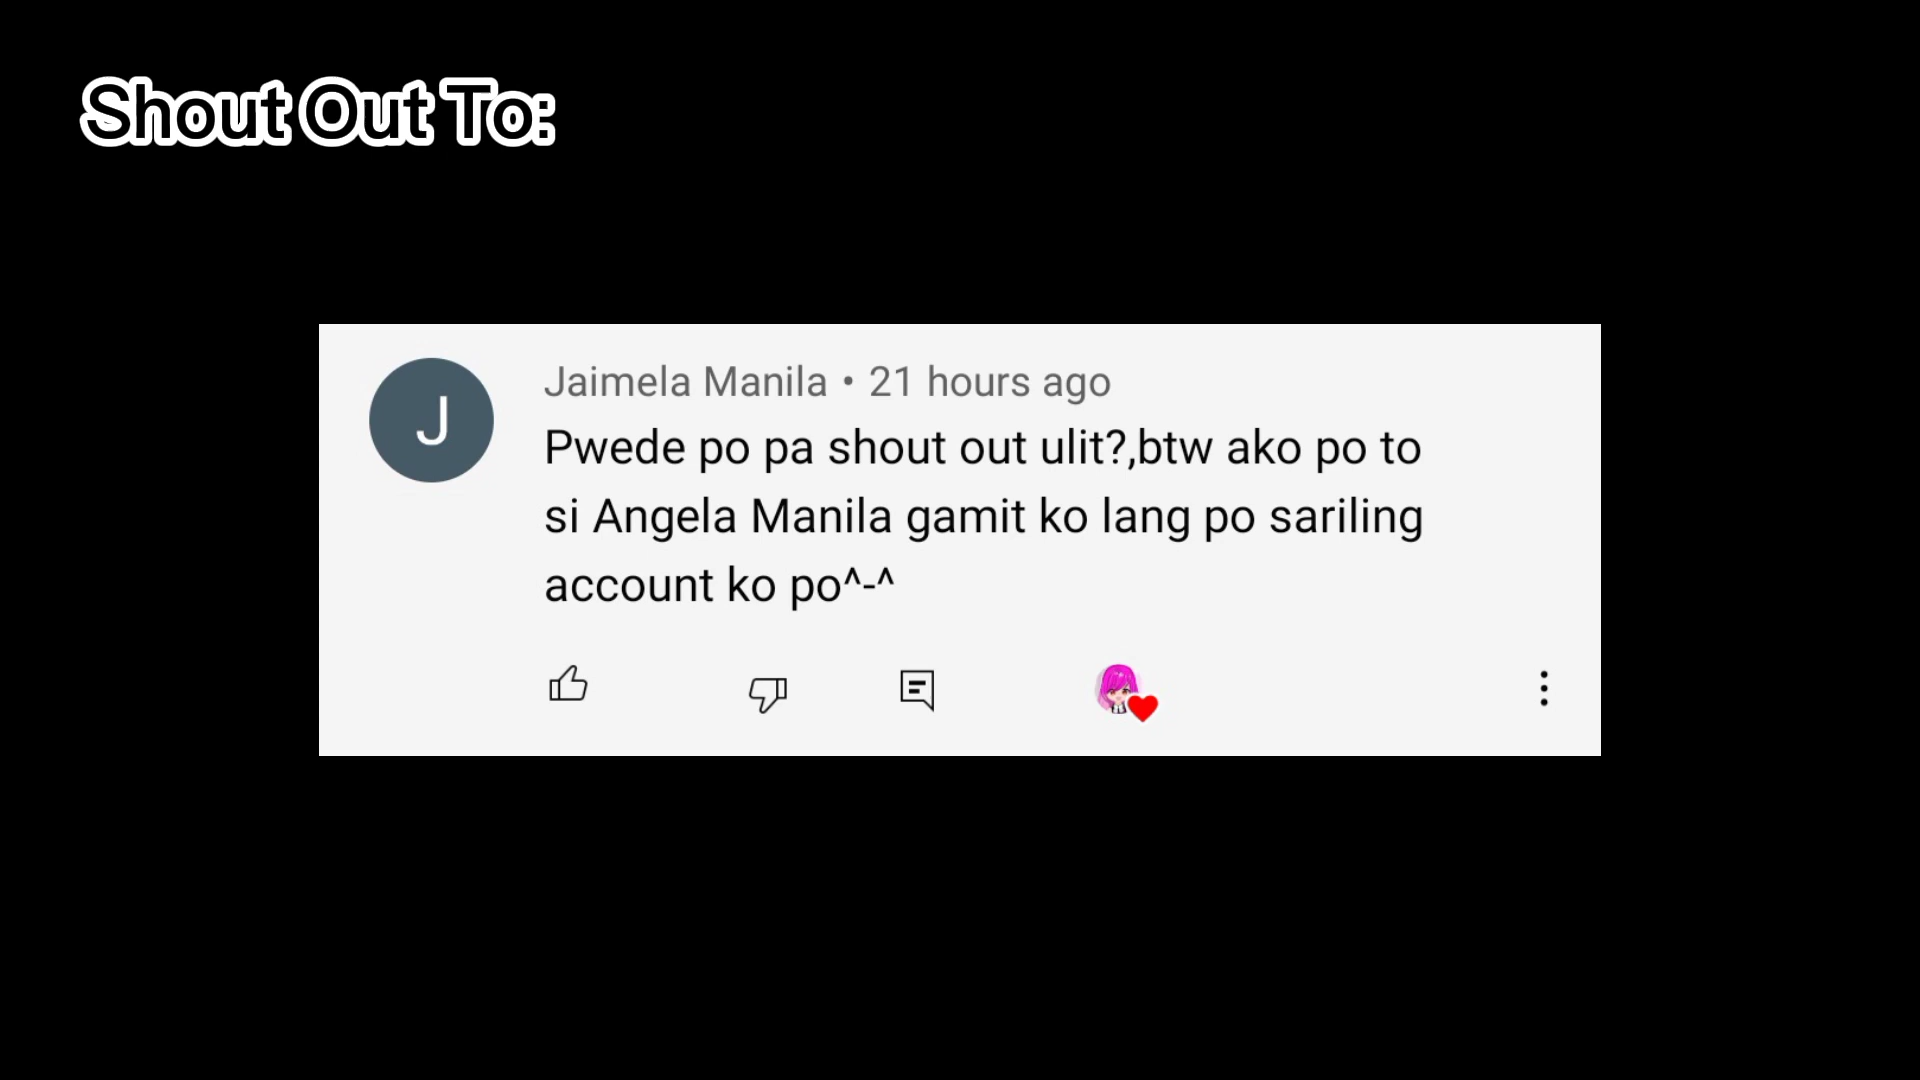 Shout Out To:
J
Jaimela Manila • 21 hours ago
Pwede po pa shout out ulit?,btw ako po to
si Angela Manila gamit ko lang po sariling
account ko po^-^